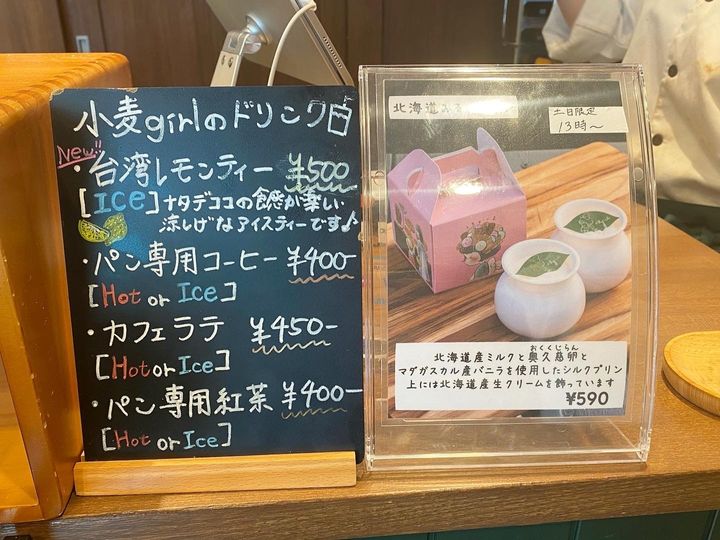 小麦girlのドリンク
New!!
・台湾レモンティー ¥500
[ICE]ナタデココの食感が楽しい
涼しげなアイスティーです♪
・パン専用コーヒー ¥400-
[Hot or Ice]
・カフェラテ ¥450-
[Hot or Ice]
・パン専用紅茶 ¥400-
[Hot or Ice]
北海道み
土日限定
13時〜
おくくじらん
北海道産ミルクと奥久慈卵と
マダガスカル産バニラを使用したシルクプリン
上には北海道産生クリームを飾っています
¥590